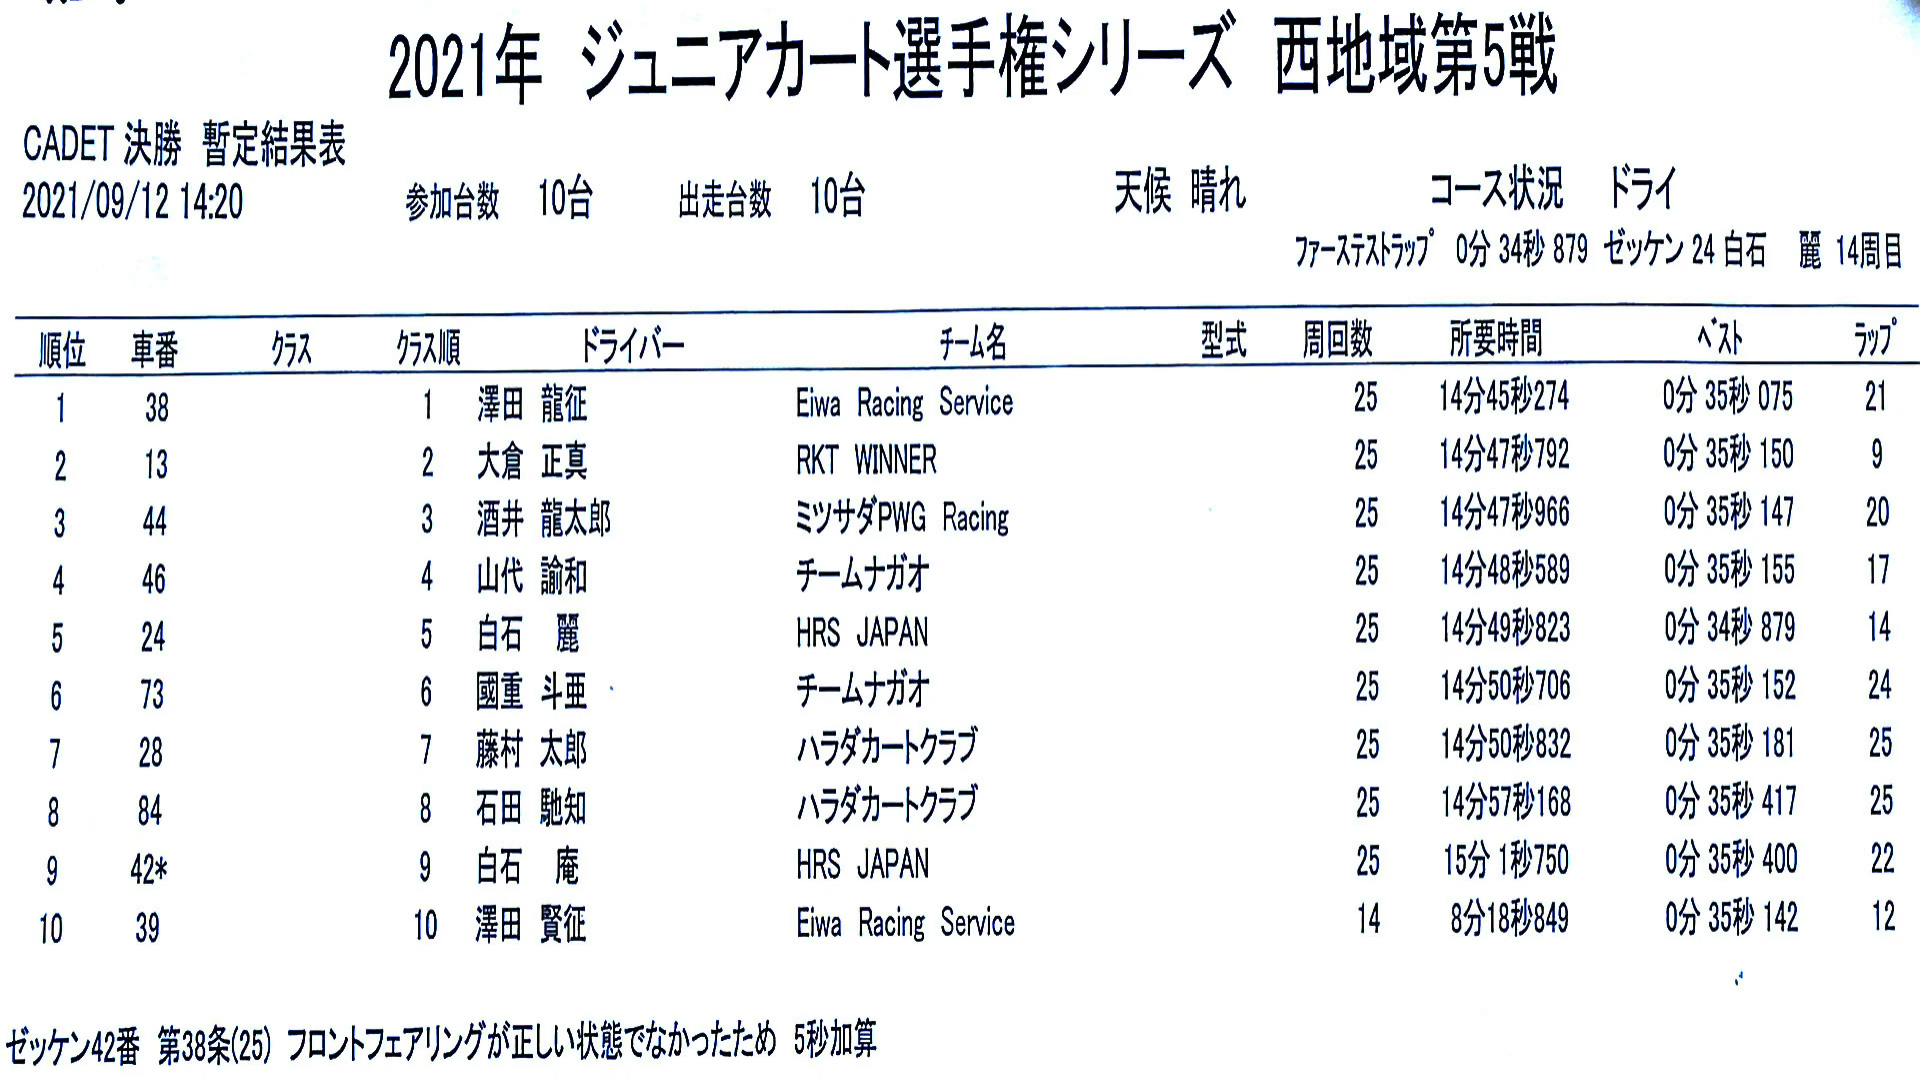 2021年 ジュニアカート選手権シリーズ 西地域第5戦
CADET 決勝 暫定結果表
2021/09/12 14:20 参加台数 10台 出走台数 10台 天候 晴れ コース状況 ドライ
ファーステストラップ 0分 34秒 879 ゼッケン 24 白石 麗 14周目
順位 車番 クラス クラス順 ドライバー チーム名 型式 周回数 所要時間 ベスト ラップ
1 38 1 澤田 龍征 Eiwa Racing Service 25 14分45秒274 0分 35秒 075 21
2 13 2 大倉 正真 RKT WINNER 25 14分47秒792 0分 35秒 150 9
3 44 3 酒井 龍太郎 ミツサダPWG Racing 25 14分47秒966 0分 35秒 147 20
4 46 4 山代 諭和 チームナガオ 25 14分48秒589 0分 35秒 155 17
5 24 5 白石 麗 HRS JAPAN 25 14分49秒823 0分 34秒 879 14
6 73 6 國重 斗亜 チームナガオ 25 14分50秒706 0分 35秒 152 24
7 28 7 藤村 太郎 ハラダカートクラブ 25 14分50秒832 0分 35秒 181 25
8 84 8 石田 馳知 ハラダカートクラブ 25 14分57秒168 0分 35秒 417 25
9 42* 9 白石 庵 HRS JAPAN 25 15分 1秒750 0分 35秒 400 22
10 39 10 澤田 賢征 Eiwa Racing Service 14 8分18秒849 0分 35秒 142 12
ゼッケン42番 第38条(25) フロントフェアリングが正しい状態でなかったため 5秒加算